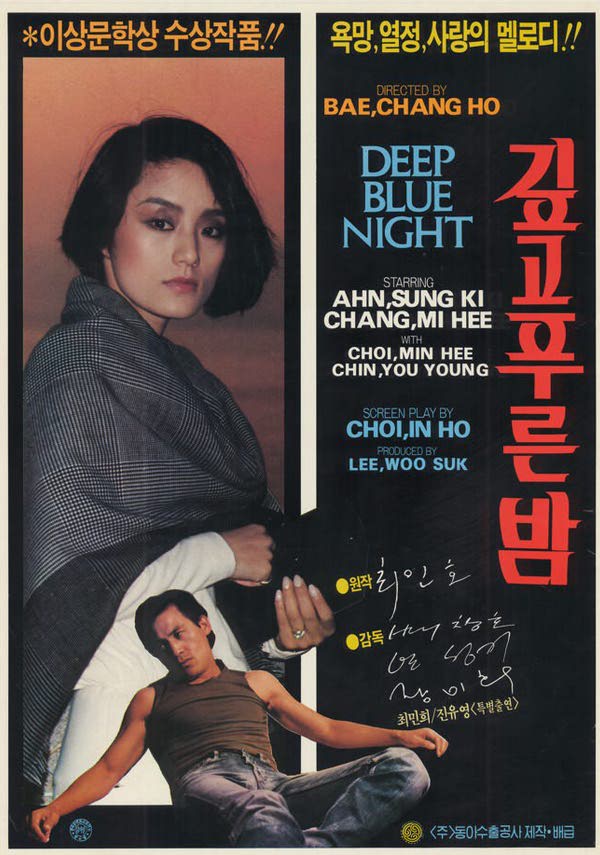 *이상문학상 수상작품!!
욕망,열정,사랑의 멜로디!!
DIRECTED BY
BAE,CHANG HO
DEEP
BLUE
NIGHT
깊고푸른밤
STARRING
AHN,SUNG KI
CHANG,MI HEE
WITH
CHOI,MIN HEE
CHIN,YOU YOUNG
SCREEN PLAY BY
CHOI,IN HO
PRODUCED BY
LEE,WOO SUK
●원작 최인호
●감독 배창호
장미희
최민희/진유영<특별출연>
<주>동아수출공사 제작·배급